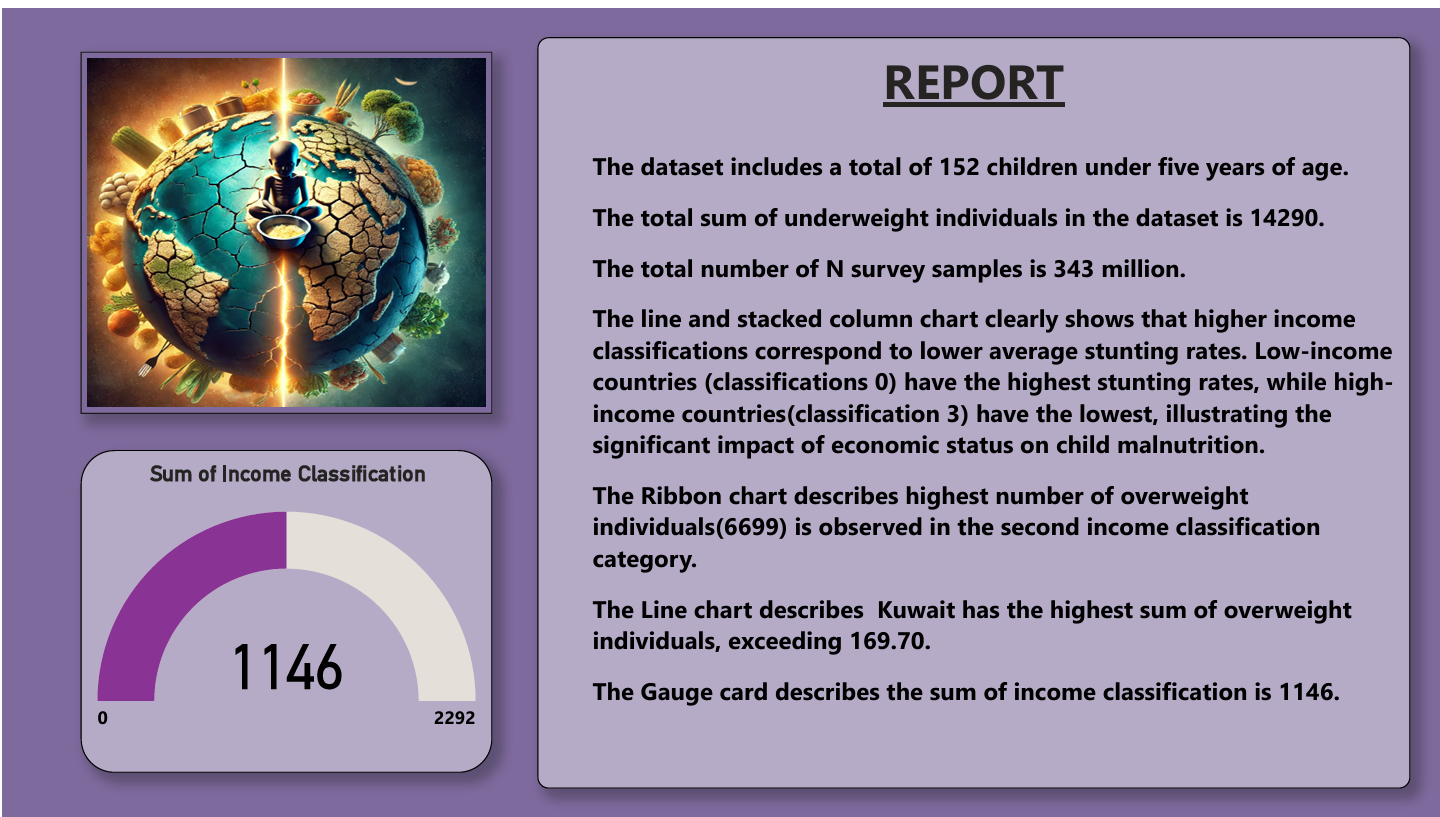 REPORT
The dataset includes a total of 152 children under five years of age.
The total sum of underweight individuals in the dataset is 14290.
The total number of N survey samples is 343 million.
The line and stacked column chart clearly shows that higher income
classifications correspond to lower average stunting rates. Low-income
countries (classifications 0) have the highest stunting rates, while high-
income countries(classification 3) have the lowest, illustrating the
significant impact of economic status on child malnutrition.
The Ribbon chart describes highest number of overweight
individuals(6699) is observed in the second income classification
category.
The Line chart describes  Kuwait has the highest sum of overweight
individuals, exceeding 169.70.
The Gauge card describes the sum of income classification is 1146.
Sum of Income Classification
1146
0 2292